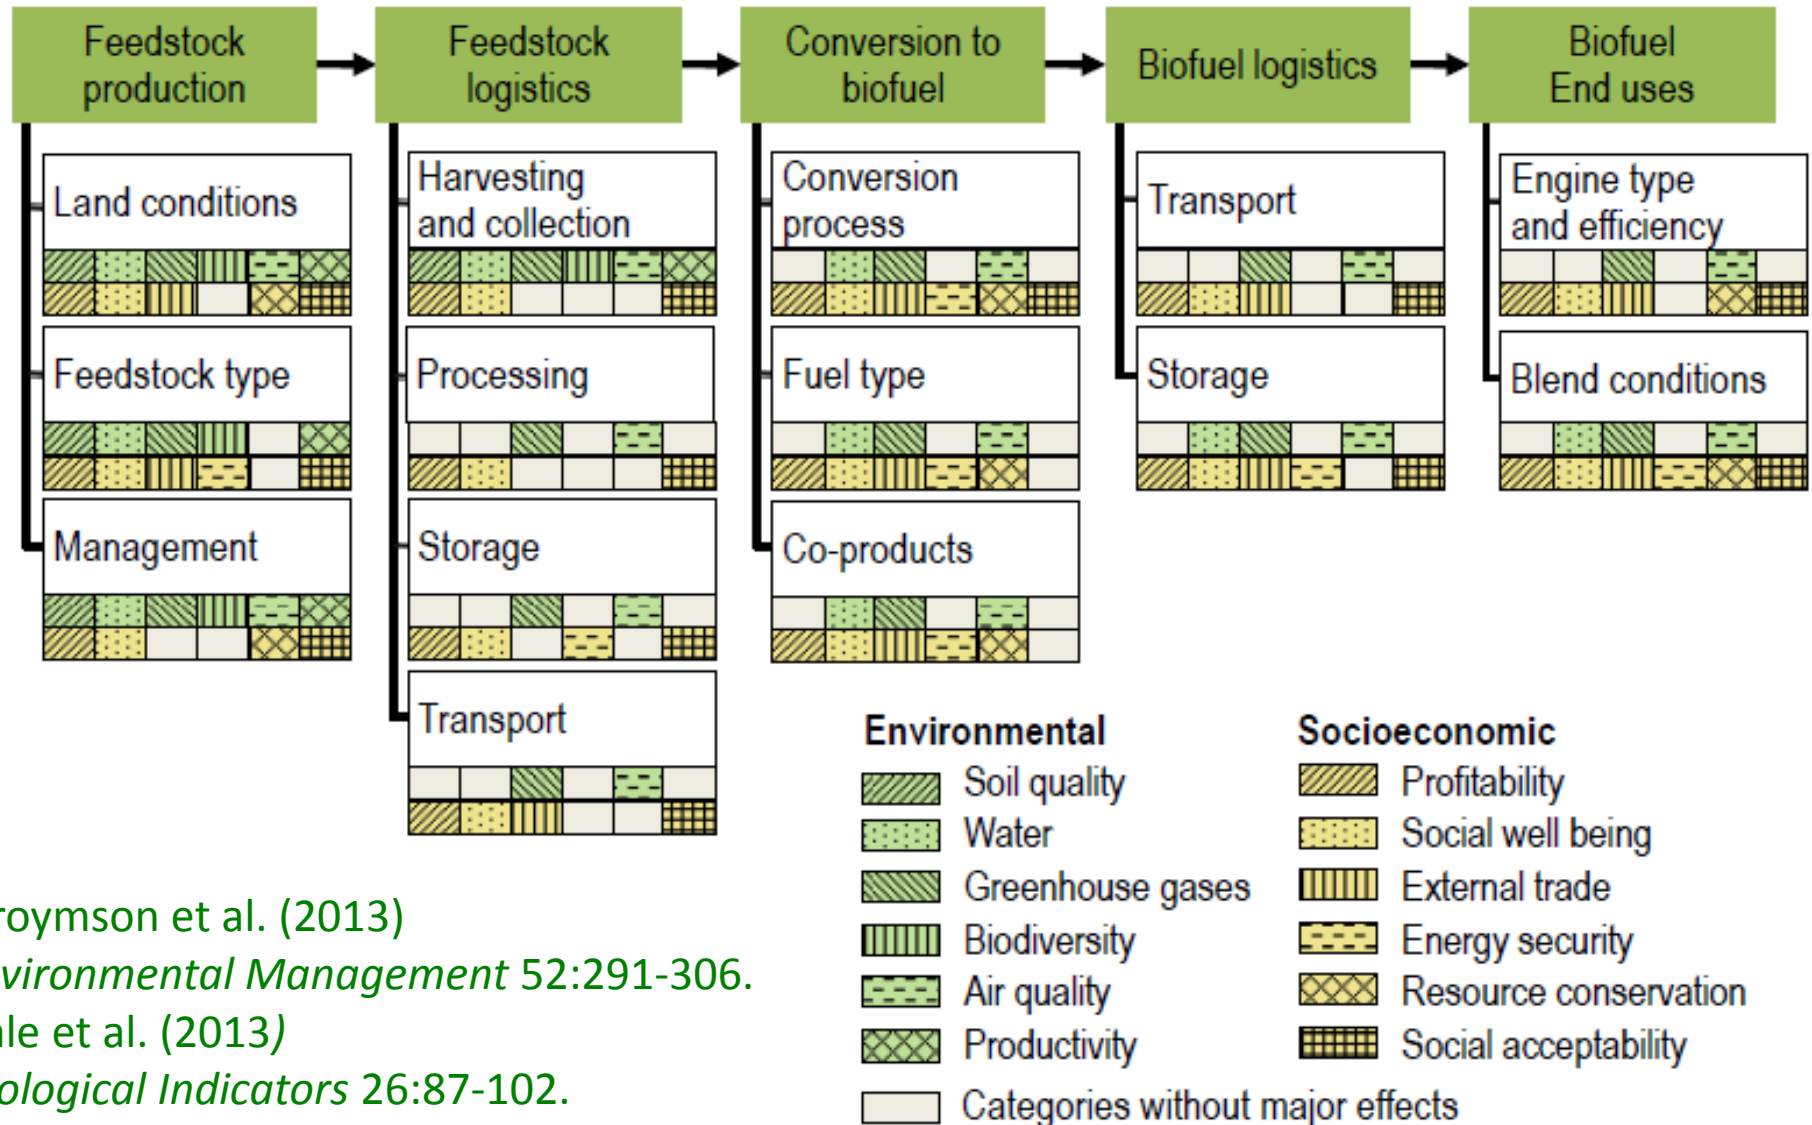 Feedstock
production
Feedstock
logistics
Conversion to
biofuel
Biofuel logistics
Biofuel
End uses
Land conditions
Feedstock type
Management
Harvesting
and collection
Processing
Storage
Transport
Conversion
process
Fuel type
Co-products
Transport
Storage
Engine type
and efficiency
Blend conditions
Environmental
Soil quality
Water
Greenhouse gases
Biodiversity
Air quality
Productivity
Categories without major effects
Socioeconomic
Profitability
Social well being
External trade
Energy security
Resource conservation
Social acceptability
roymson et al. (2013)
vironmental Management 52:291-306.
ale et al. (2013)
ological Indicators 26:87-102.